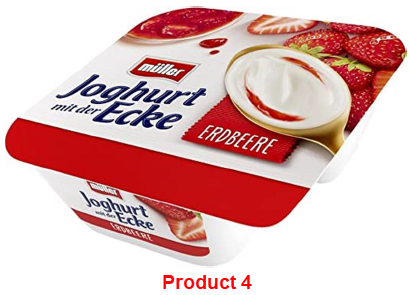 müller
Joghurt
mit der
Ecke
ERDBEERE
müller
Joghurt
mit der
Ecke
ERDBEERE
Product 4